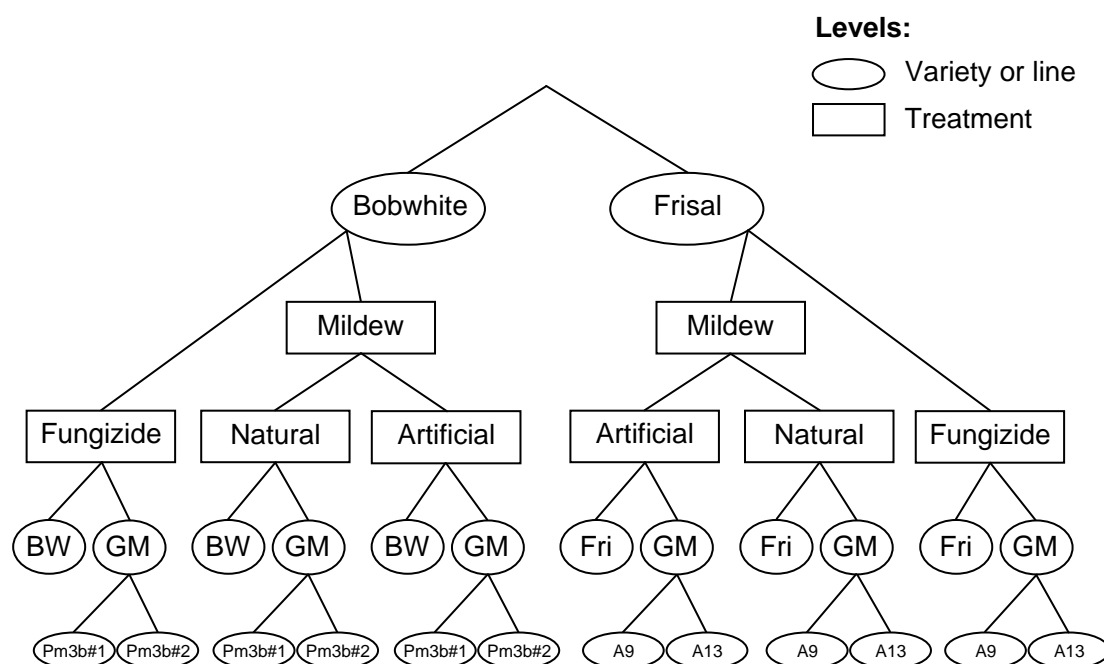 Levels:
Variety or line
Treatment
Bobwhite Frisal
Mildew Mildew
Fungizide Natural Artificial Artificial Natural Fungizide
BW GM BW GM BW GM Fri GM Fri GM Fri GM
Pm3b#1 Pm3b#2 Pm3b#1 Pm3b#2 Pm3b#1 Pm3b#2 A9 A13 A9 A13 A9 A13